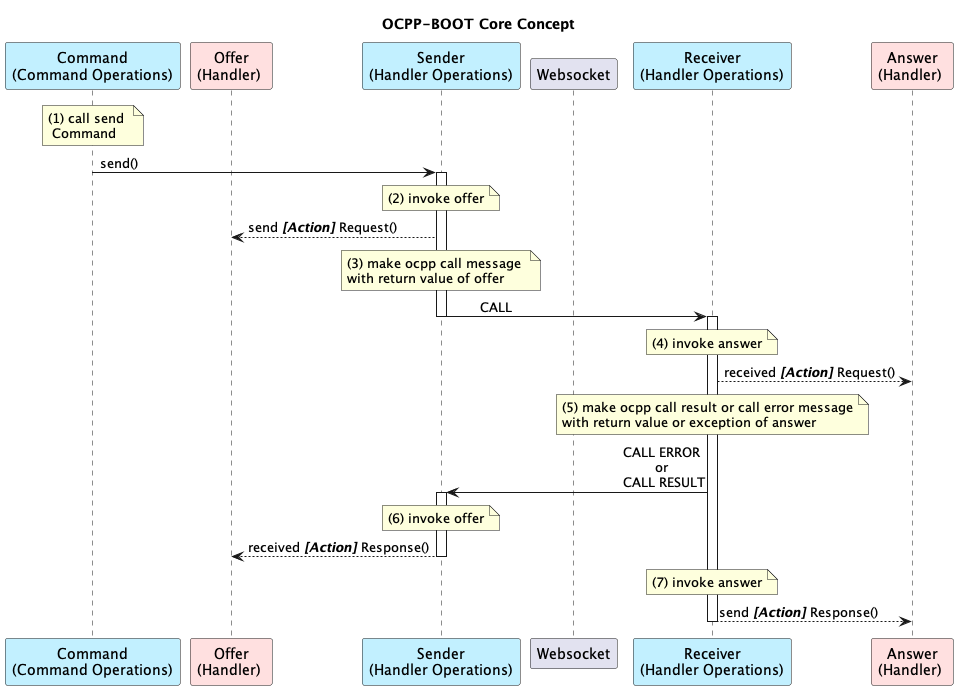 OCPP-BOOT Core Concept
Command
(Command Operations)
Offer
(Handler)
Sender
(Handler Operations)
Websocket
Receiver
(Handler Operations)
Answer
(Handler)
(1) call send
Command
send()
(2) invoke offer
send [Action] Request()
(3) make ocpp call message
with return value of offer
CALL
(4) invoke answer
received [Action] Request()
(5) make ocpp call result or call error message
with return value or exception of answer
CALL ERROR
or
CALL RESULT
(6) invoke offer
received [Action] Response()
(7) invoke answer
send [Action] Response()
Command
(Command Operations)
Offer
(Handler)
Sender
(Handler Operations)
Websocket
Receiver
(Handler Operations)
Answer
(Handler)